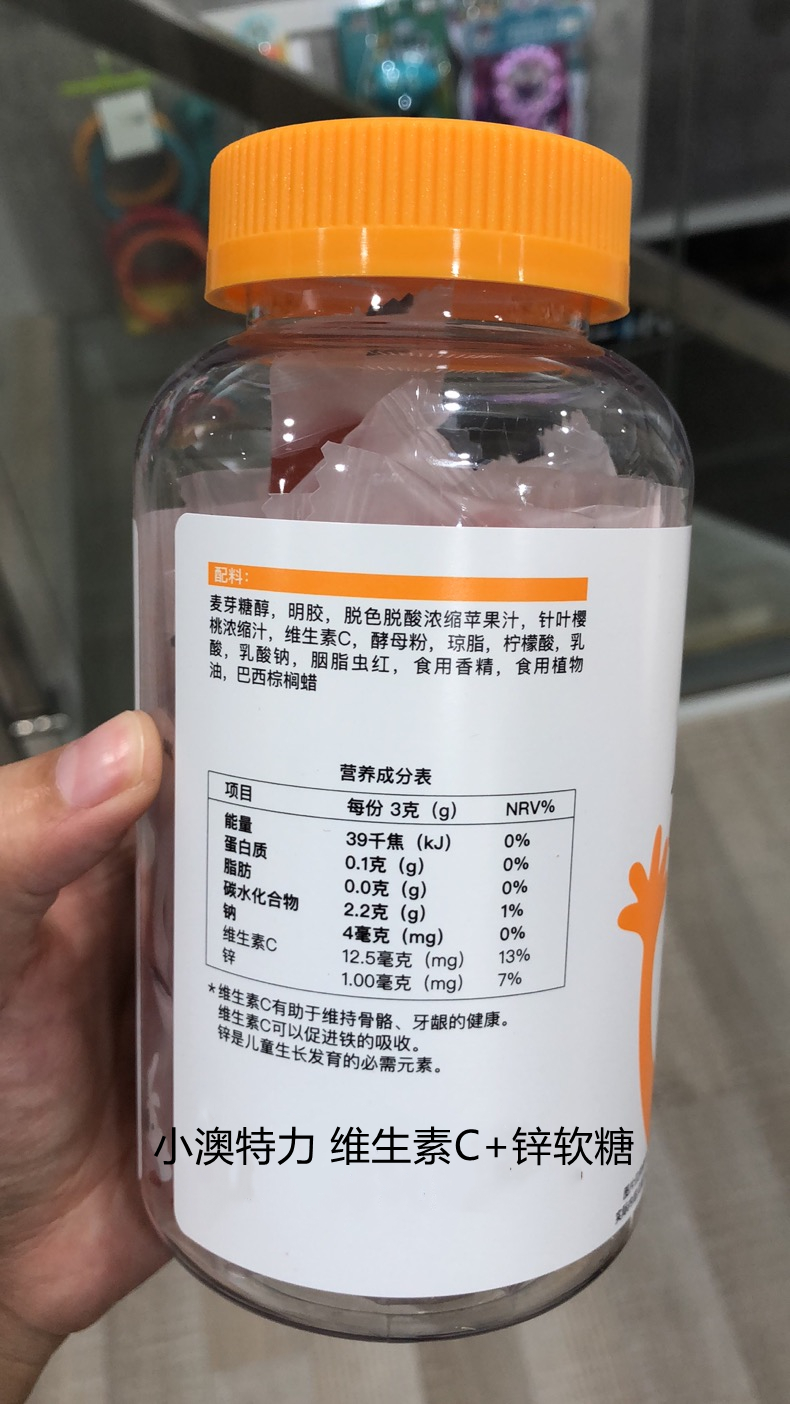 配料：
麦芽糖醇，明胶，脱色脱酸浓缩苹果汁，针叶樱
桃浓缩汁，维生素C，酵母粉，琼脂，柠檬酸，乳
酸，乳酸钠，胭脂虫红，食用香精，食用植物
油，巴西棕榈蜡
营养成分表
项目 每份 3克（g） NRV%
能量 39千焦（kJ） 0%
蛋白质 0.1克（g） 0%
脂肪 0.0克（g） 0%
碳水化合物 2.2克（g） 1%
钠 4毫克（mg） 0%
维生素C 12.5毫克（mg） 13%
锌 1.00毫克（mg） 7%
*维生素C有助于维持骨骼、牙龈的健康。
维生素C可以促进铁的吸收。
锌是儿童生长发育的必需元素。
小澳特力 维生素C+锌软糖